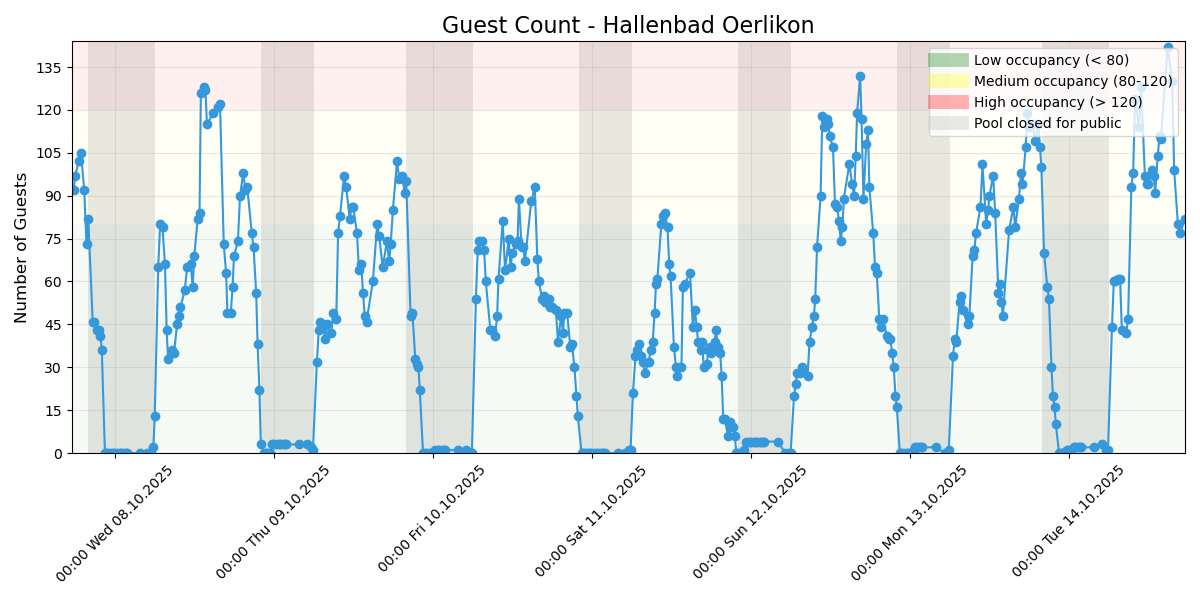 Guest Count - Hallenbad Oerlikon
Number of Guests
135
120
105
90
75
60
45
30
15
0
Low occupancy (< 80)
Medium occupancy (80-120)
High occupancy (> 120)
Pool closed for public
00:00 Wed 08.10.2025
00:00 Thu 09.10.2025
00:00 Fri 10.10.2025
00:00 Sat 11.10.2025
00:00 Sun 12.10.2025
00:00 Mon 13.10.2025
00:00 Tue 14.10.2025